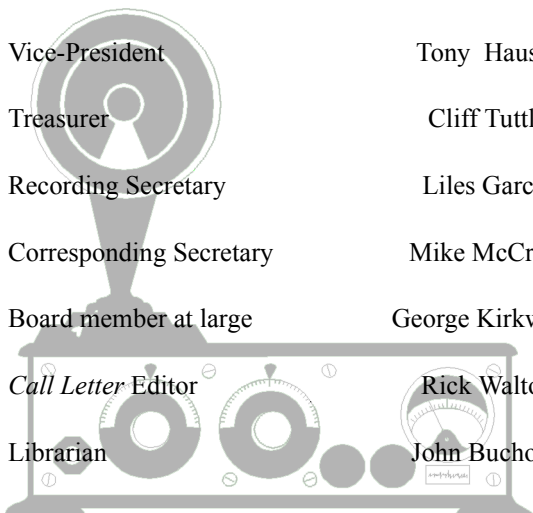 Vice-President Tony Haus
Treasurer Cliff Tuttl
Recording Secretary Liles Garc
Corresponding Secretary Mike McCr
Board member at large George Kirkw
Call Letter Editor Rick Walto
Librarian John Bucho